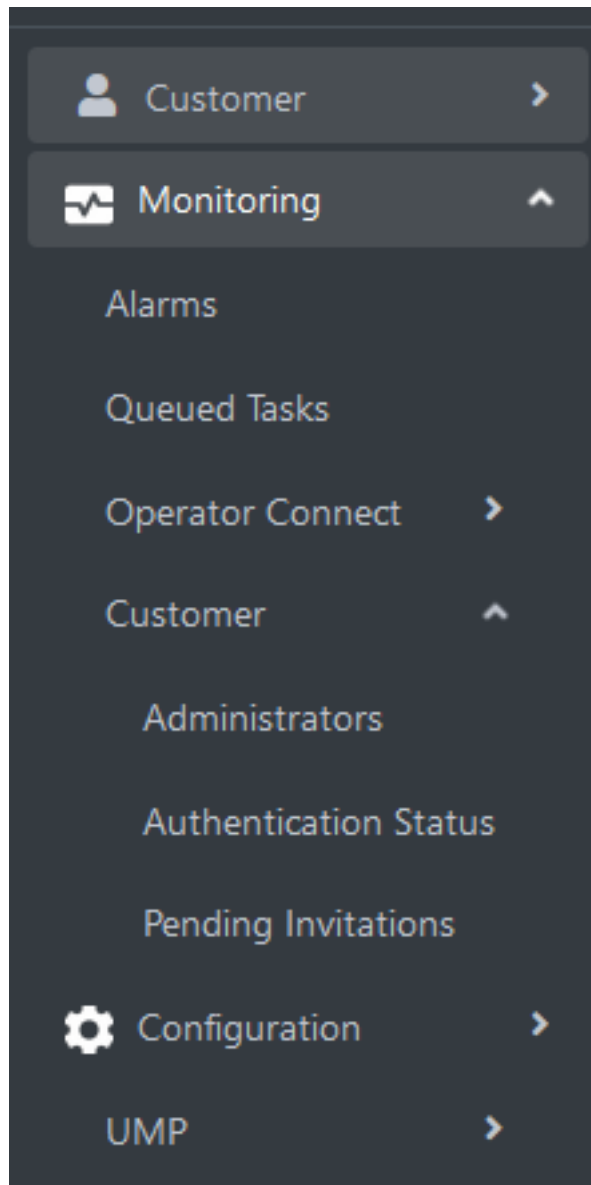 Customer
Monitoring
Alarms
Queued Tasks
Operator Connect
Customer
Administrators
Authentication Status
Pending Invitations
Configuration
UMP